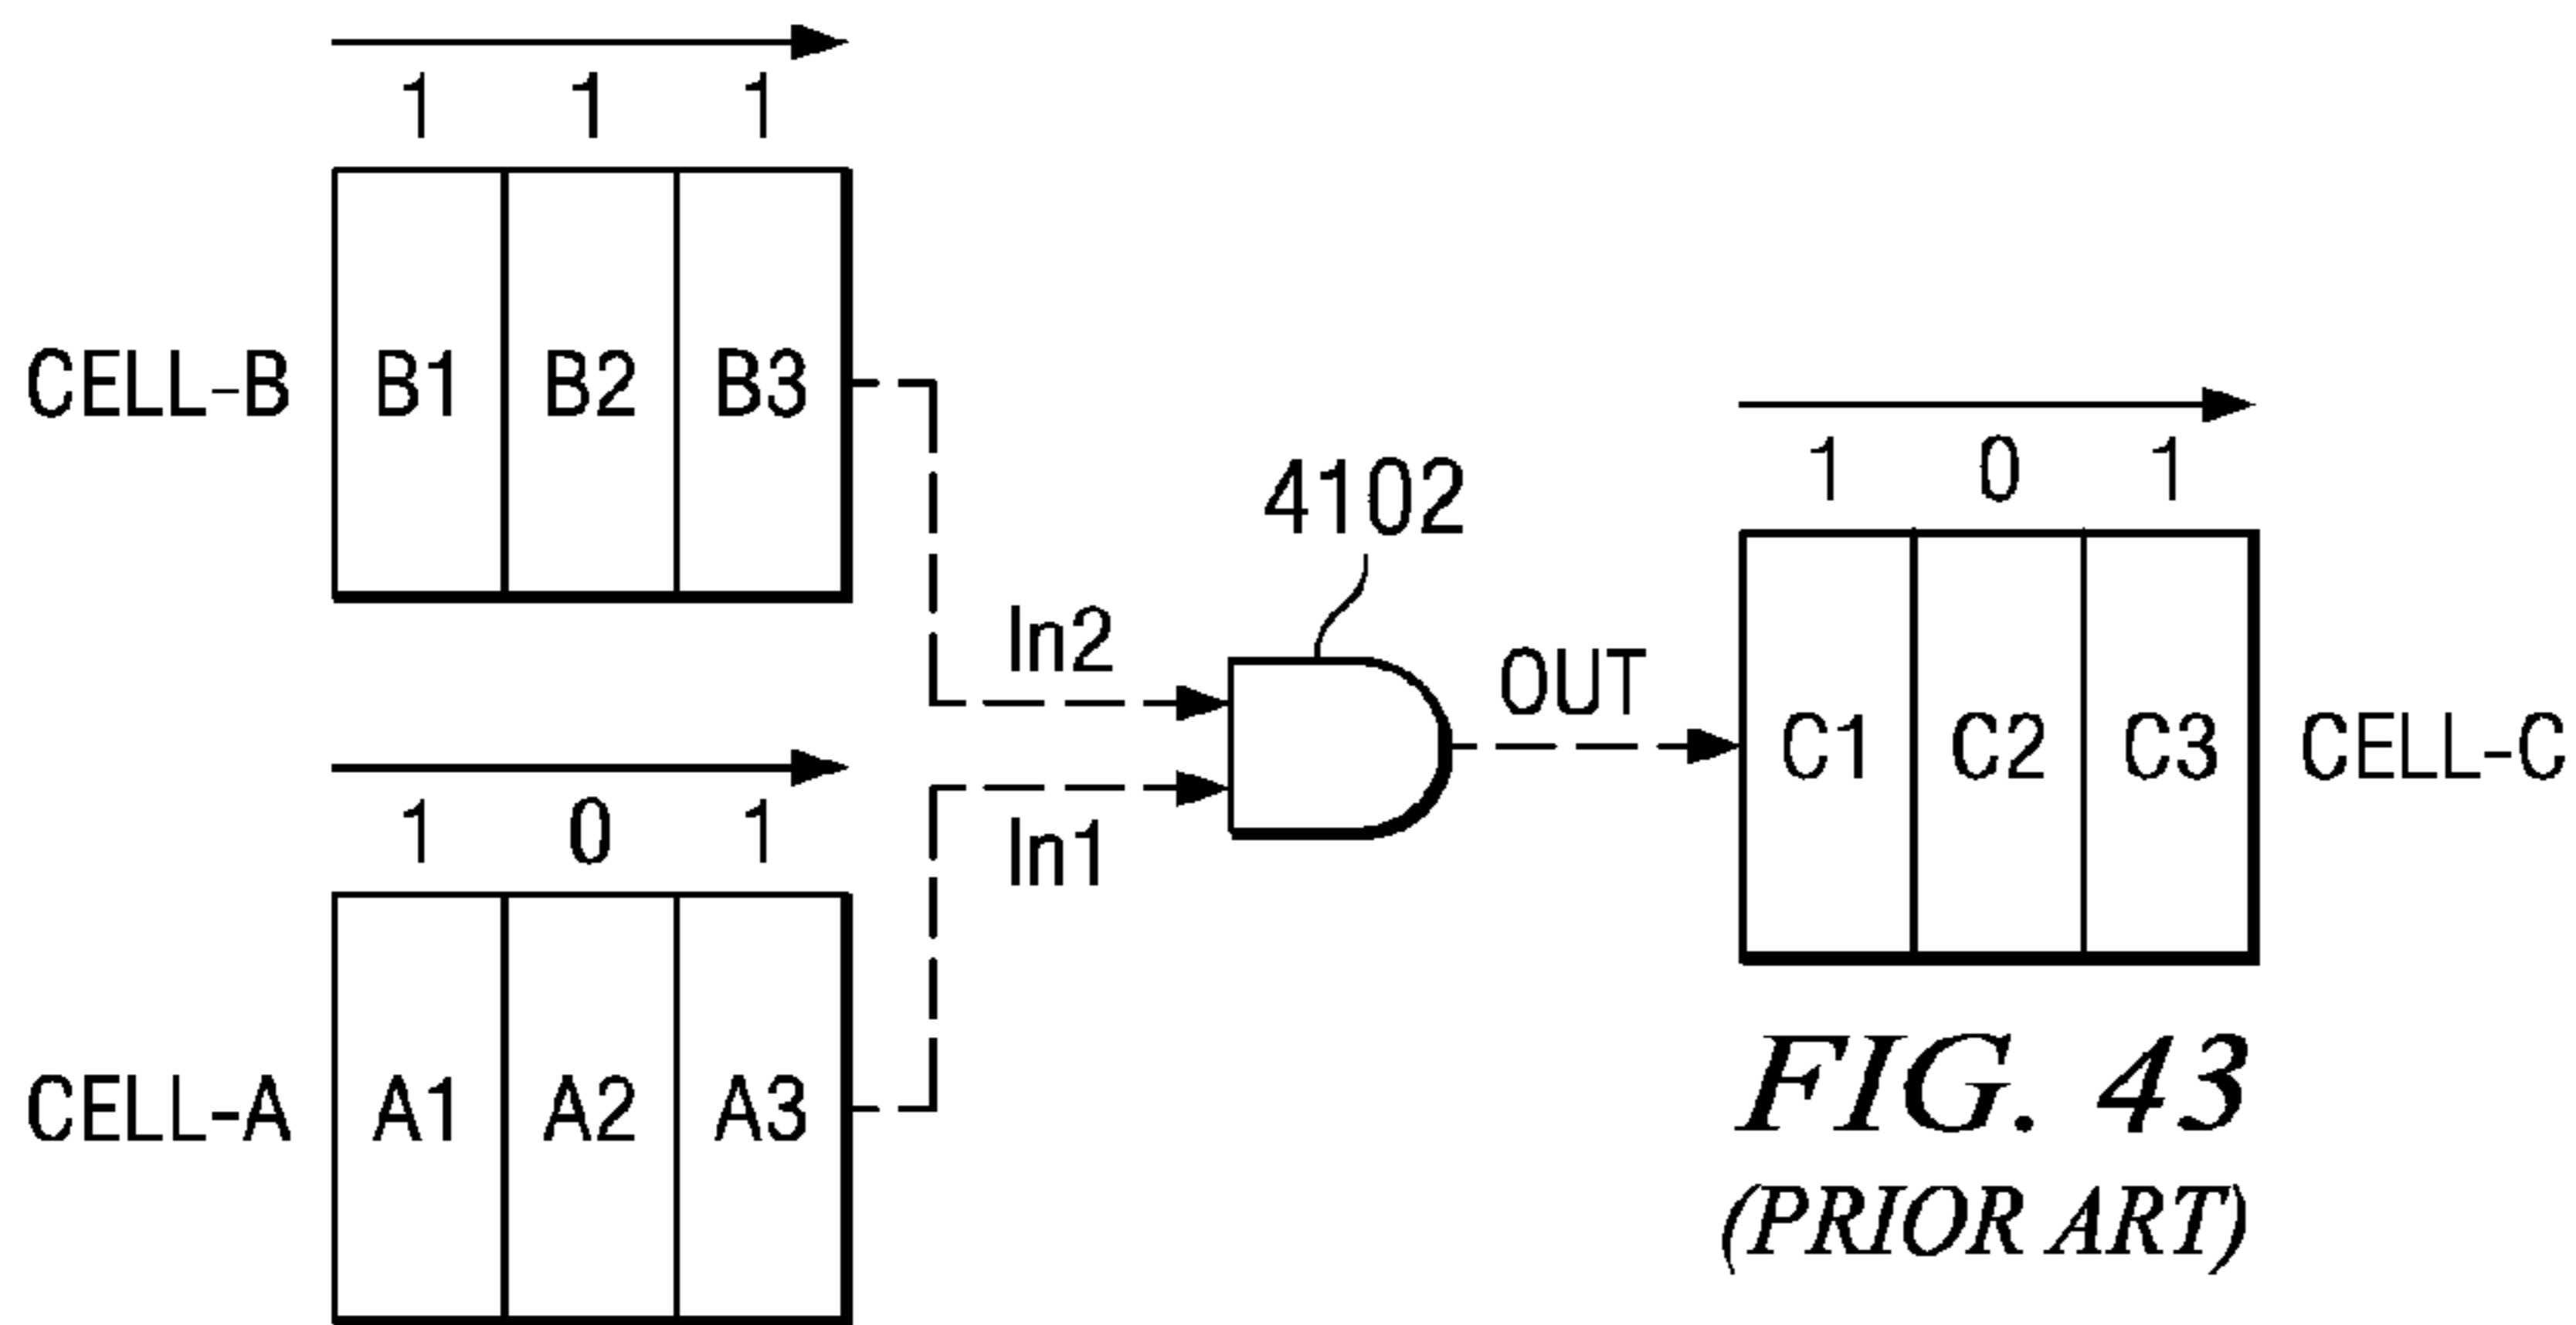 1 1 1
CELL-B B1 B2 B3
1 0 1
4102
In2
OUT
C1 C2 C3 CELL-C
1 0 1
In1
CELL-A A1 A2 A3
FIG. 43
(PRIOR ART)